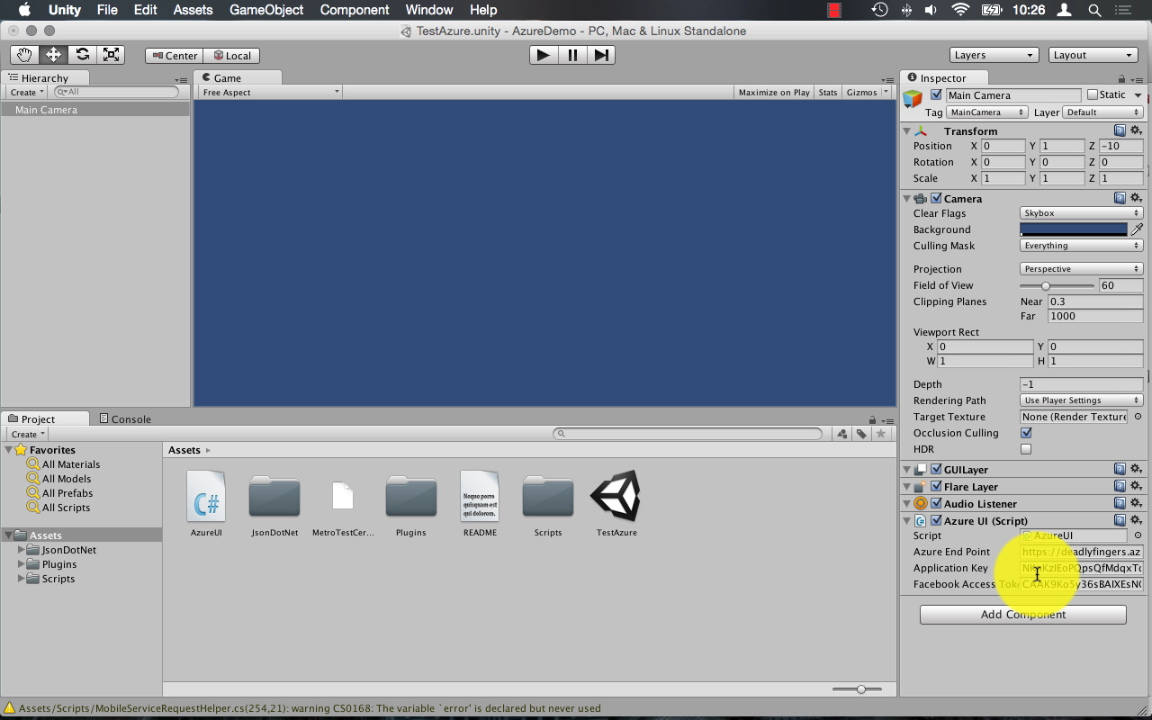 Unity File Edit Assets GameObject Component Window Help 10:26
TestAzure.unity - AzureDemo - PC, Mac & Linux Standalone
Center Local Layers Layout
Hierarchy
Create All
Main Camera
Game
Free Aspect Maximize on Play Stats Gizmos
Inspector
Main Camera Static
Tag MainCamera Layer Default
Transform
Position X 0 Y 1 Z -10
Rotation X 0 Y 0 Z 0
Scale X 1 Y 1 Z 1
Camera
Clear Flags Skybox
Background
Culling Mask Everything
Projection Perspective
Field of View 60
Clipping Planes Near 0.3
Far 1000
Viewport Rect
X 0 Y 0
W 1 H 1
Depth -1
Rendering Path Use Player Settings
Target Texture None (Render Texture
Occlusion Culling
HDR
GUILayer
Flare Layer
Audio Listener
Azure UI (Script)
Script AzureUI
Azure End Point https://deadlyfingers.az
Application Key
Facebook Access
Add Component
Project Console
Create
Favorites
All Materials
All Models
All Prefabs
All Scripts
Assets
JsonDotNet
Plugins
Scripts
Assets
C#
Neque porro
quisquam est
qui dolorem.
AzureUI JsonDotNet MetroTestCer... Plugins README Scripts TestAzure
Assets/Scripts/MobileServiceRequestHelper.cs(254,21): warning CS0168: The variable `error' is declared but never used